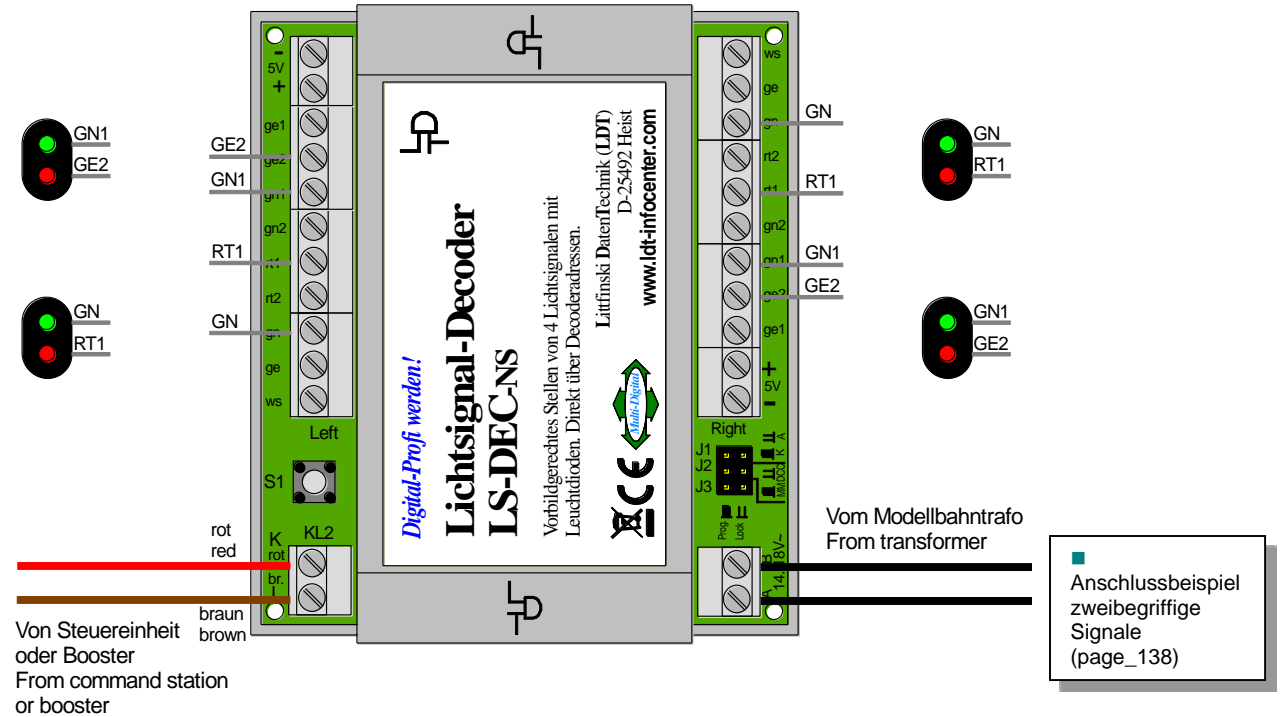 GN1
GE2
GN
RT1
GE2
GN1
RT1
GN
-
5V
+
ge1
ge2
gn1
gn2
rt1
rt2
gn
ge
ws
Left
S1
K
KL2
rot
br.
rot
red
braun
brown
Von Steuereinheit
oder Booster
From command station
or booster
Digital-Profi werden!
Lichtsignal-Decoder
LS-DEC-NS
Vorbildgerechtes Stellen von 4 Lichtsignalen mit
Leuchtdioden. Direkt über Decoderadressen.
Littfinski DatenTechnik (LDT)
D-25492 Heist
www.ldt-infocenter.com
Multi-Digital
CE
ws
ge
gn
rt2
rt1
gn2
gn1
ge2
ge1
+
5V
-
Right
J1
J2
J3
K A
MM DCC
Prog.
Lock
A B
14..18V~
GN
RT1
GN1
GE2
GN
RT1
GN1
GE2
Vom Modellbahntrafo
From transformer
Anschlussbeispiel
zweibegriffige
Signale
(page_138)